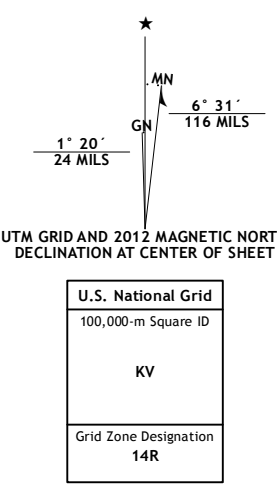 ★
MN
GN
6° 31´
116 MILS
1° 20´
24 MILS
UTM GRID AND 2012 MAGNETIC NORT
DECLINATION AT CENTER OF SHEET
U.S. National Grid
100,000-m Square ID
KV
Grid Zone Designation
14R